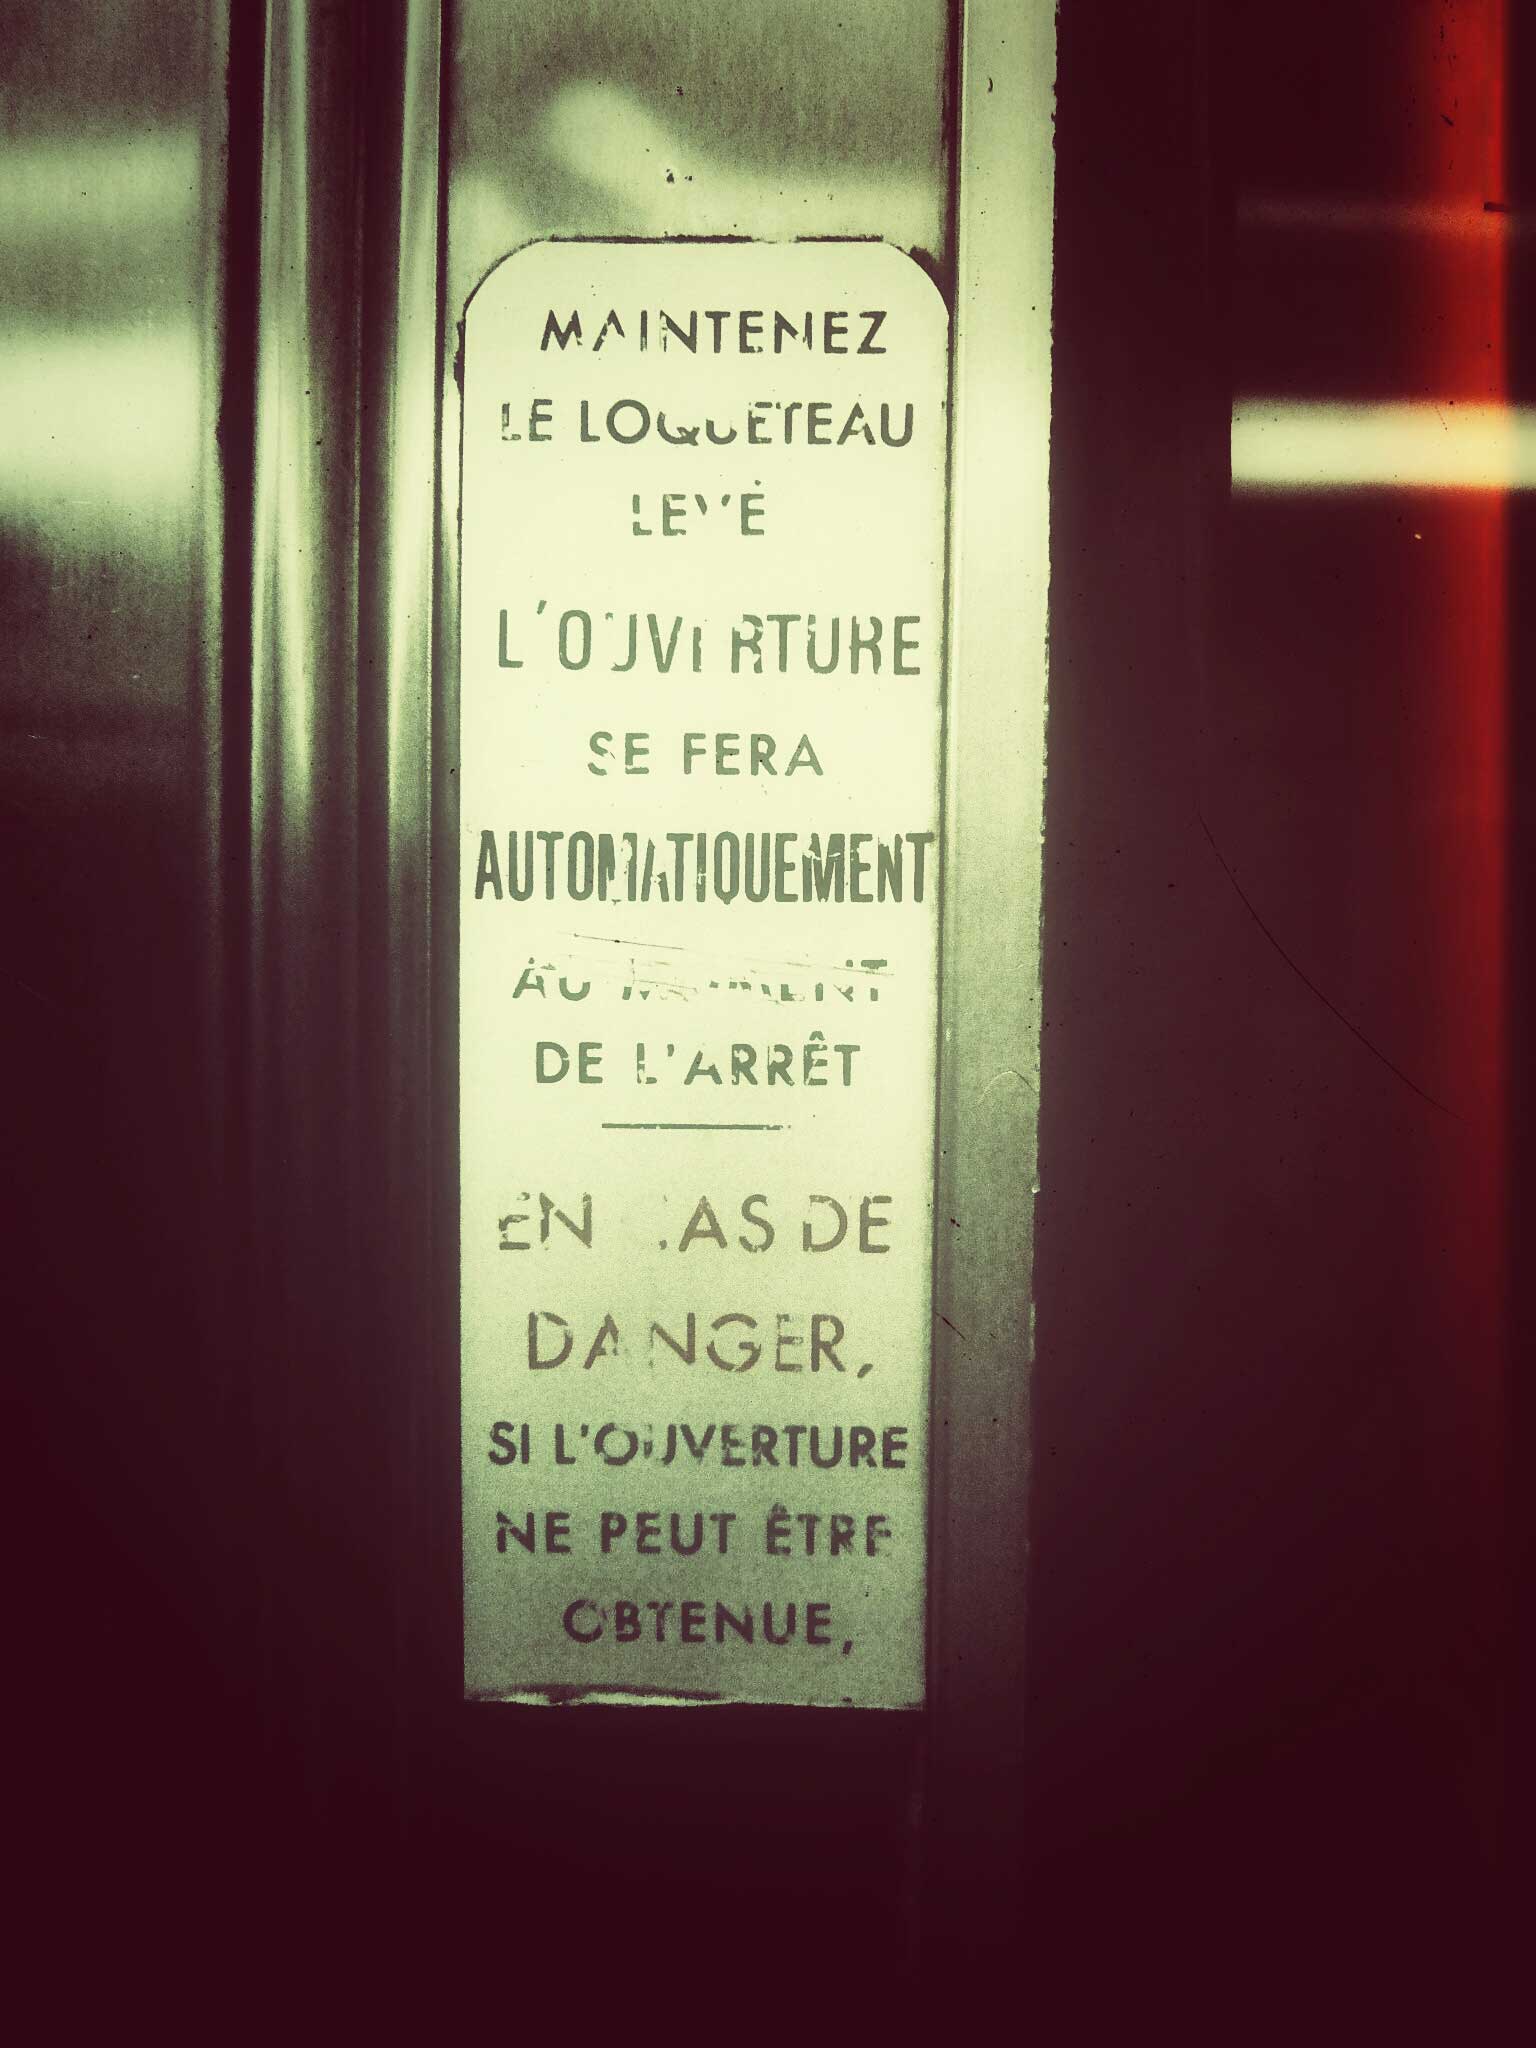 MAINTENEZ
LE LOQUETEAU
LEVÉ
L'OUVERTURE
SE FERA
AUTOMATIQUEMENT
AU MOMENT
DE L'ARRÊT
EN CAS DE
DANGER,
SI L'OUVERTURE
NE PEUT ÊTRE
OBTENUE,